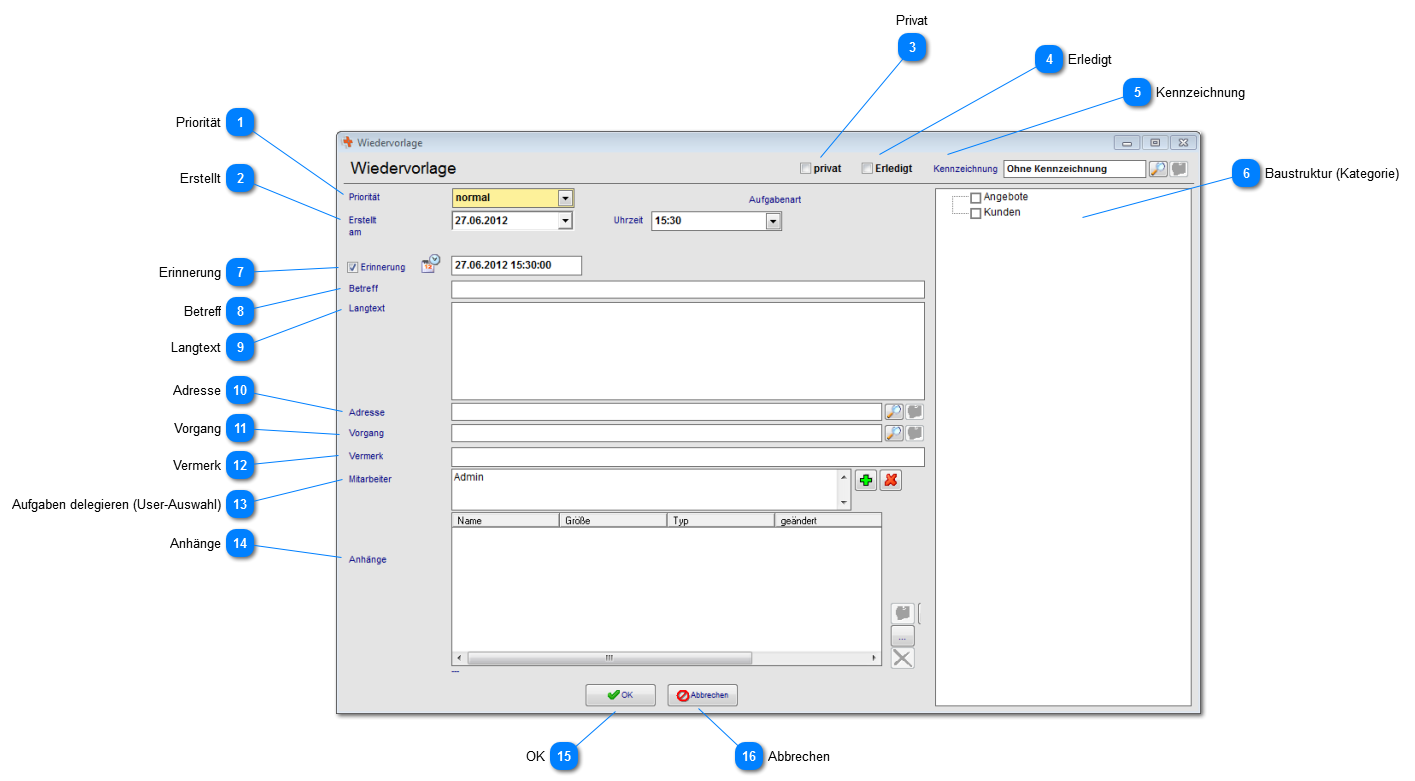 Privat
3
4 Erledigt
5 Kennzeichnung
Priorität 1
Wiedervorlage
Wiedervorlage
privat Erledigt Kennzeichnung Ohne Kennzeichnung
6 Baustruktur (Kategorie)
Erstellt 2
Priorität normal Aufgabenart
Angebote
Erstellt am 27.06.2012 Uhrzeit 15:30
Kunden
Erinnerung 7
Erinnerung 12 27.06.2012 15:30:00
Betreff 8
Betreff
Langtext
Langtext 9
Adresse 10
Adresse
Vorgang 11
Vorgang
Vermerk 12
Vermerk
Mitarbeiter Admin
Aufgaben delegieren (User-Auswahl) 13
Name Größe Typ geändert
Anhänge 14
Anhänge
...
---
OK Abbrechen
OK 15
16 Abbrechen